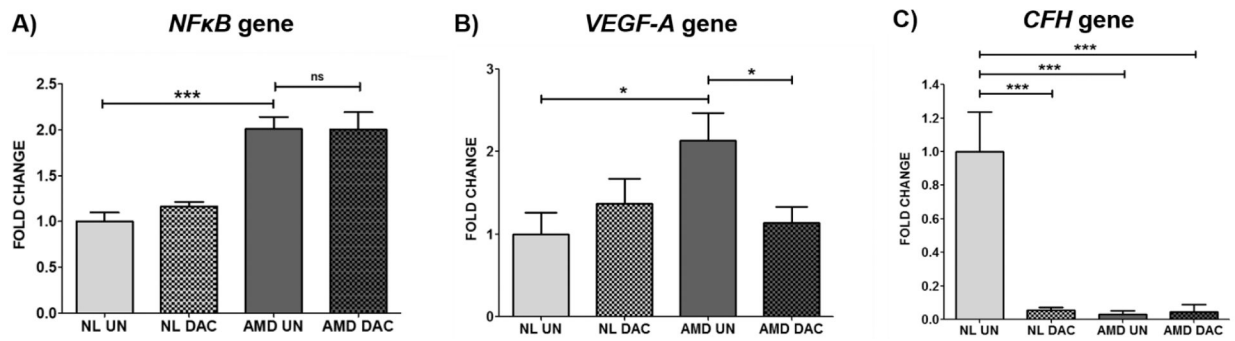 A)
NFκB gene
FOLD CHANGE
2.5
2.0
1.5
1.0
0.5
0.0
***
ns
NL UN
NL DAC
AMD UN
AMD DAC
B)
VEGF-A gene
FOLD CHANGE
3
2
1
0
*
*
NL UN
NL DAC
AMD UN
AMD DAC
C)
CFH gene
FOLD CHANGE
1.4
1.2
1.0
0.8
0.6
0.4
0.2
0.0
***
***
***
NL UN
NL DAC
AMD UN
AMD DAC